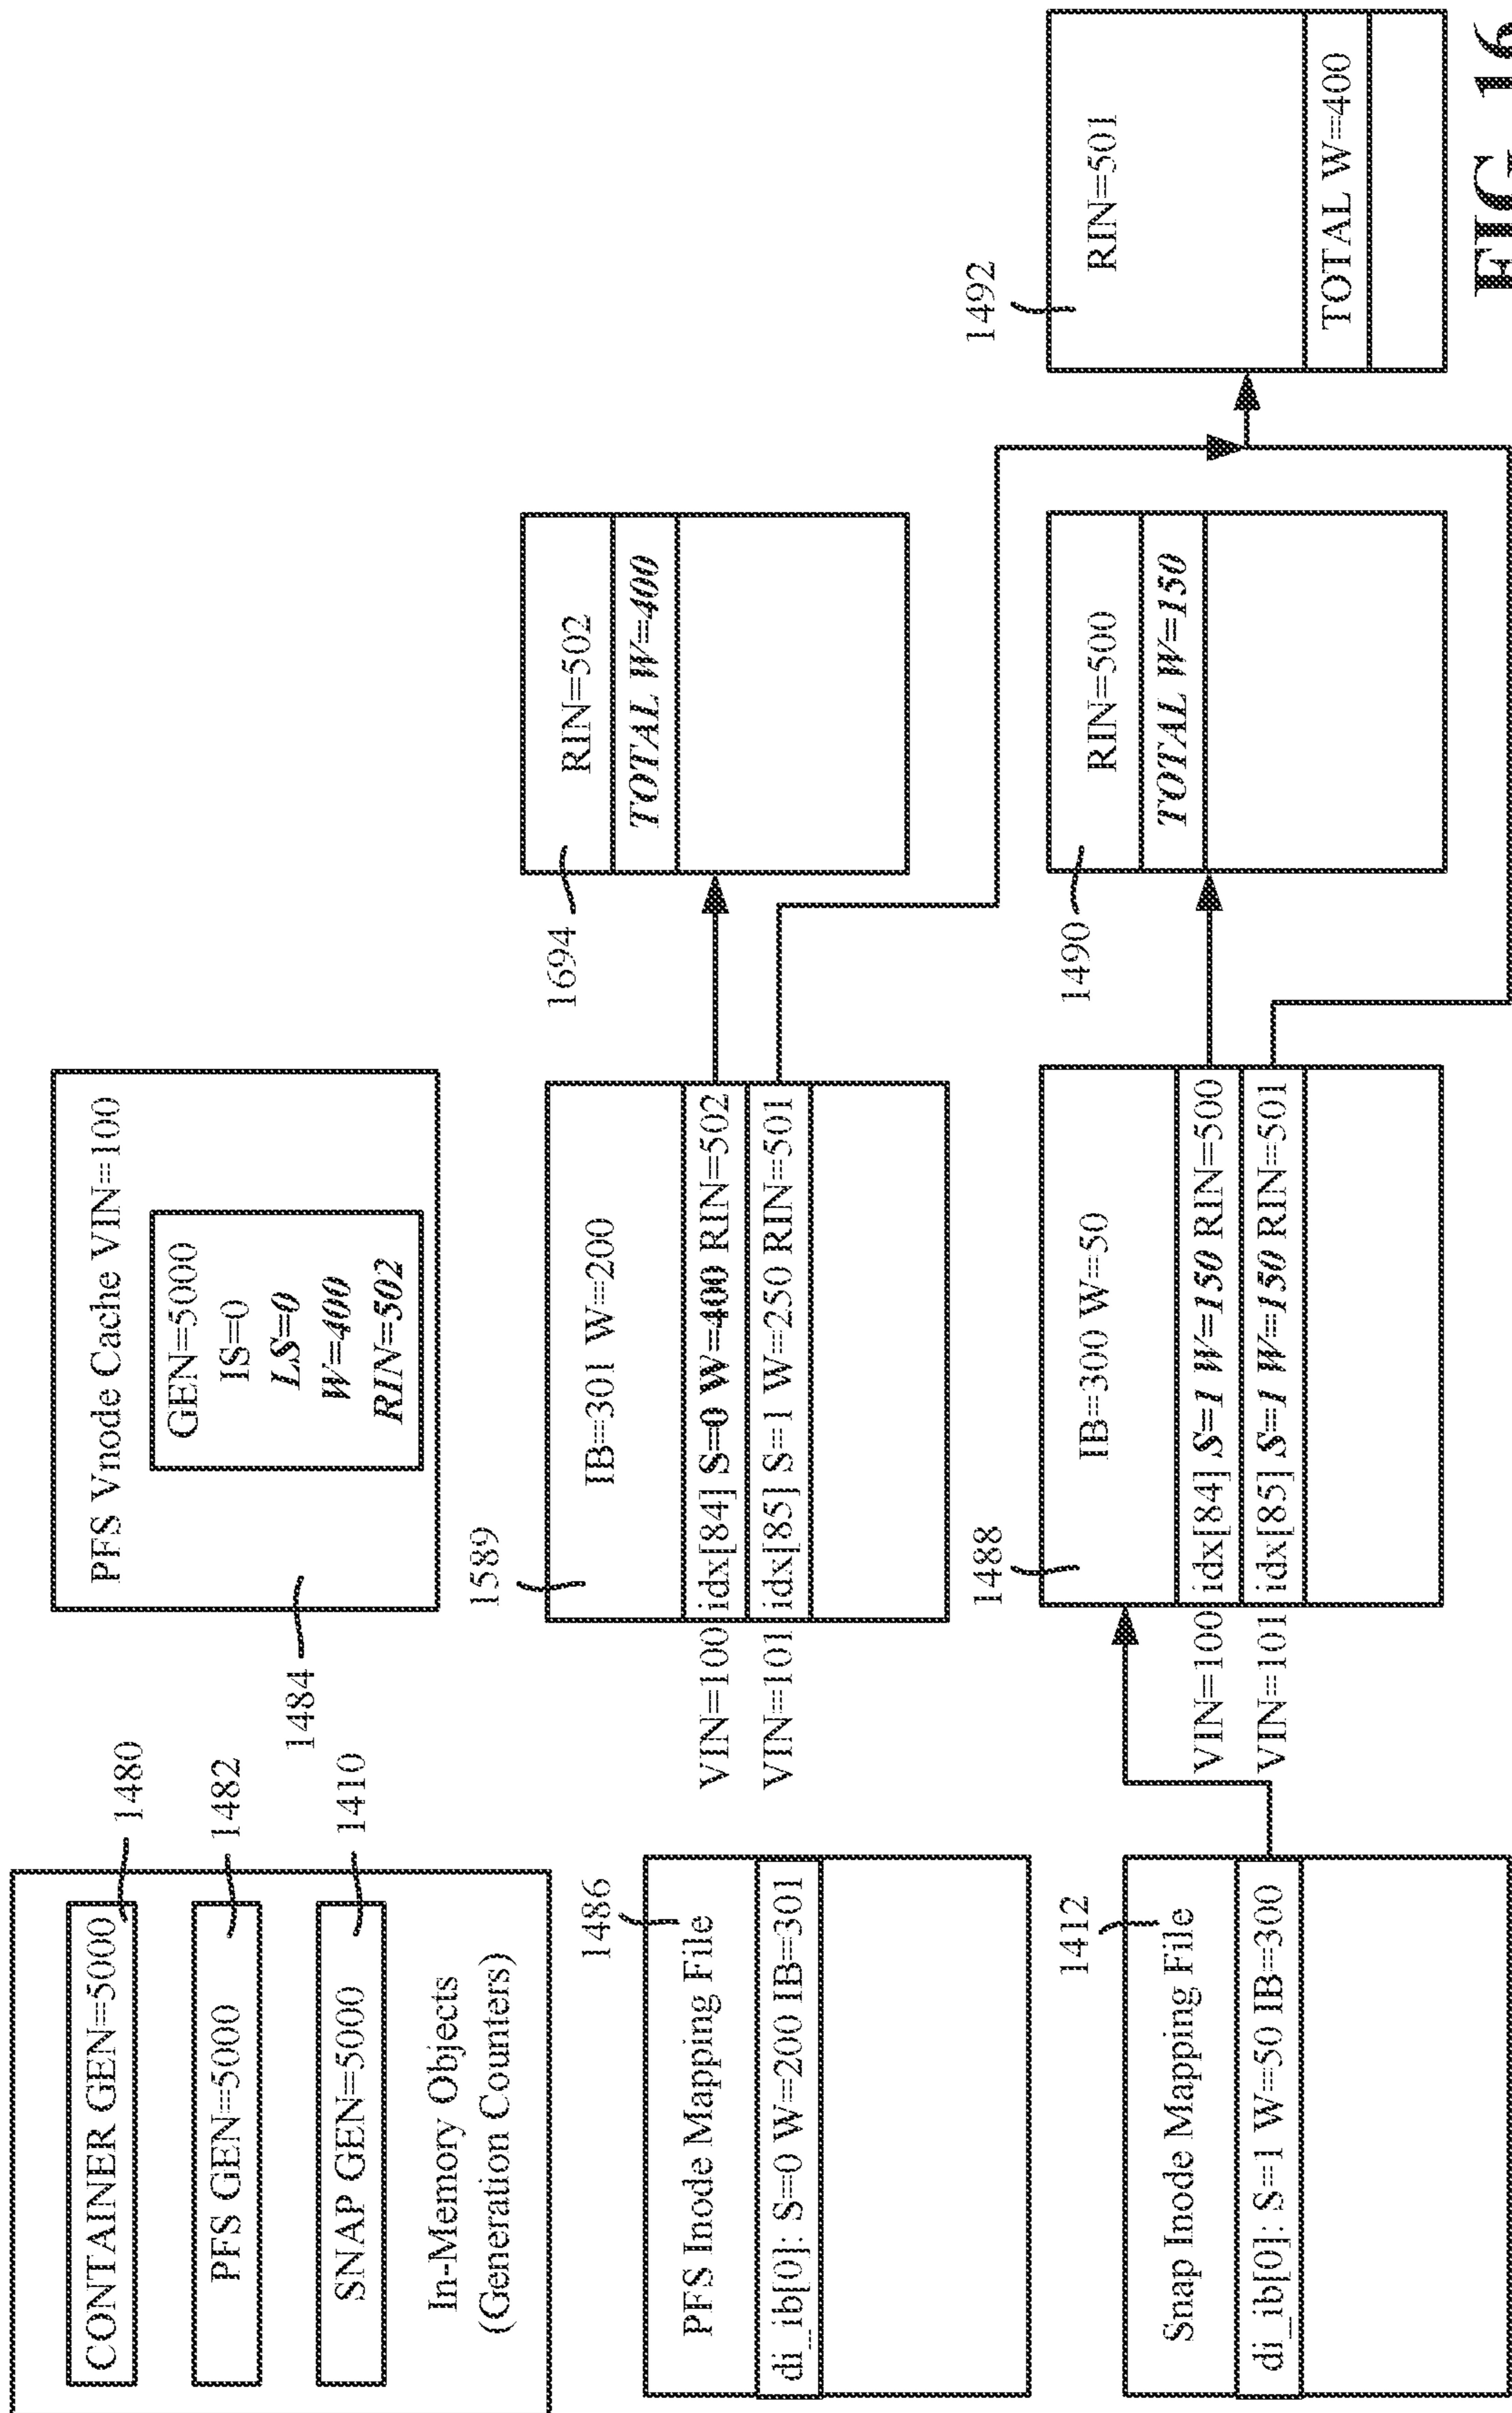 CONTAINER GEN=5000
1480
PFS GEN=5000
1482
SNAP GEN=5000
1410
In-Memory Objects
(Generation Counters)
1484
PFS Vnode Cache VIN=100
GEN=5000
IS=0
LS=0
W=400
RIN=502
1486
PFS Inode Mapping File
di_ib[0]: S=0 W=200 IB=301
1589
IB=301 W=200
VIN=100
idx[84] S=0 W=400 RIN=502
VIN=101
idx[85] S=1 W=250 RIN=501
1694
RIN=502
TOTAL W=400
1412
Snap Inode Mapping File
di_ib[0]: S=1 W=50 IB=300
1488
IB=300 W=50
VIN=100
idx[84] S=1 W=150 RIN=500
VIN=101
idx[85] S=1 W=150 RIN=501
1490
RIN=500
TOTAL W=150
1492
RIN=501
TOTAL W=400
FIG. 16